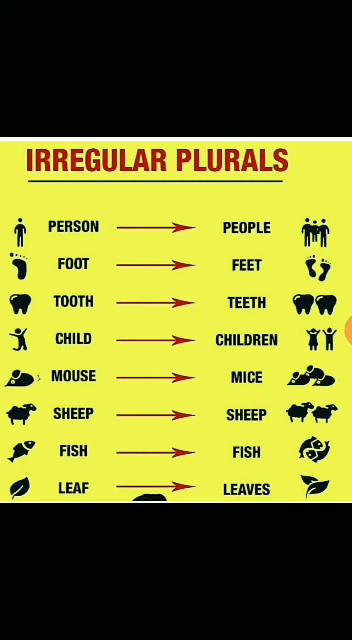 IRREGULAR PLURALS
PERSON PEOPLE
FOOT FEET
TOOTH TEETH
CHILD CHILDREN
MOUSE MICE
SHEEP SHEEP
FISH FISH
LEAF LEAVES